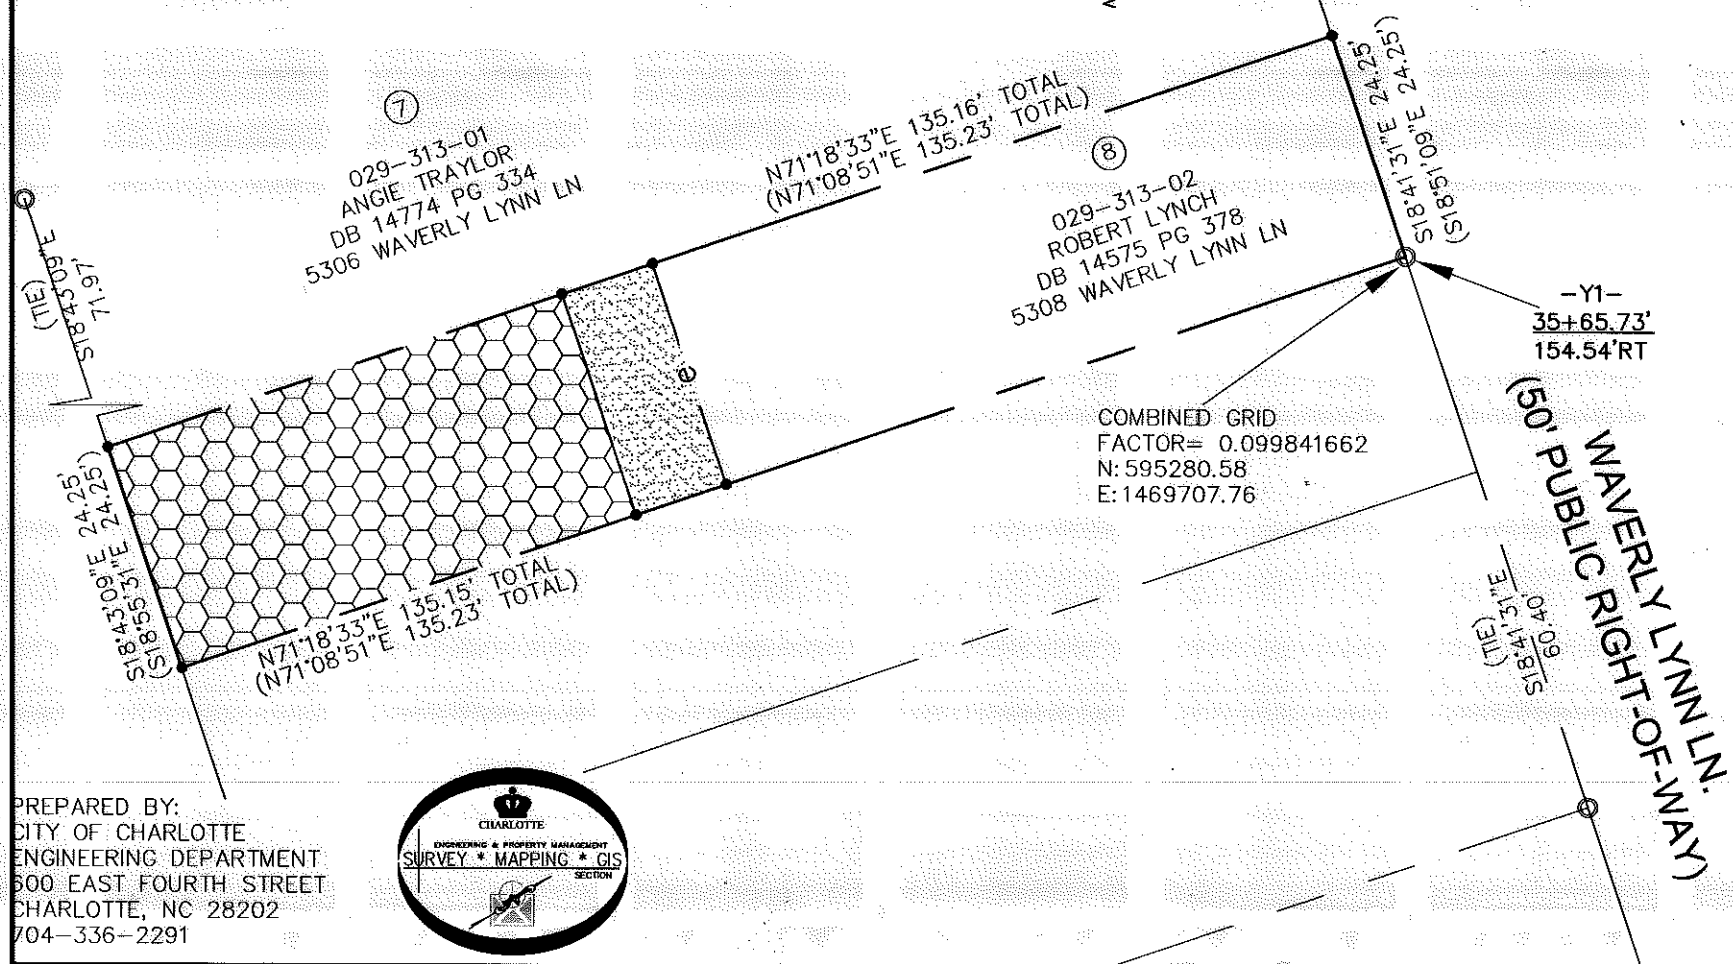 7
029-313-01
ANGIE TRAYLOR
DB 14774 PG 334
5306 WAVERLY LYNN LN
N71°18'33"E 135.16' TOTAL
(N71°08'51"E 135.23' TOTAL)
8
029-313-02
ROBERT LYNCH
DB 14575 PG 378
5308 WAVERLY LYNN LN
S18°41'31"E 24.25'
(S18°51'09"E 24.25')
(TIE)
S18°43'09"E
71.97'
-Y1-
35+65.73'
154.54'RT
e
COMBINED GRID
FACTOR= 0.099841662
N: 595280.58
E: 1469707.76
WAVERLY LYNN LN.
(50' PUBLIC RIGHT-OF-WAY)
S18°43'09"E 24.25'
(S18°55'31"E 24.25')
N71°18'33"E 135.15' TOTAL
(N71°08'51"E 135.23' TOTAL)
(TIE)
S18°41'31"E
60.40'
PREPARED BY:
CITY OF CHARLOTTE
ENGINEERING DEPARTMENT
600 EAST FOURTH STREET
CHARLOTTE, NC 28202
704-336-2291
CHARLOTTE
ENGINEERING & PROPERTY MANAGEMENT
SURVEY * MAPPING * GIS
SECTION